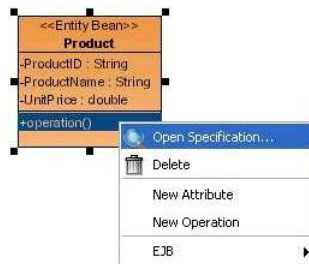 <<Entity Bean>>
Product
-ProductID : String
-ProductName : String
-UnitPrice : double
+operation()
Open Specification...
Delete
New Attribute
New Operation
EJB